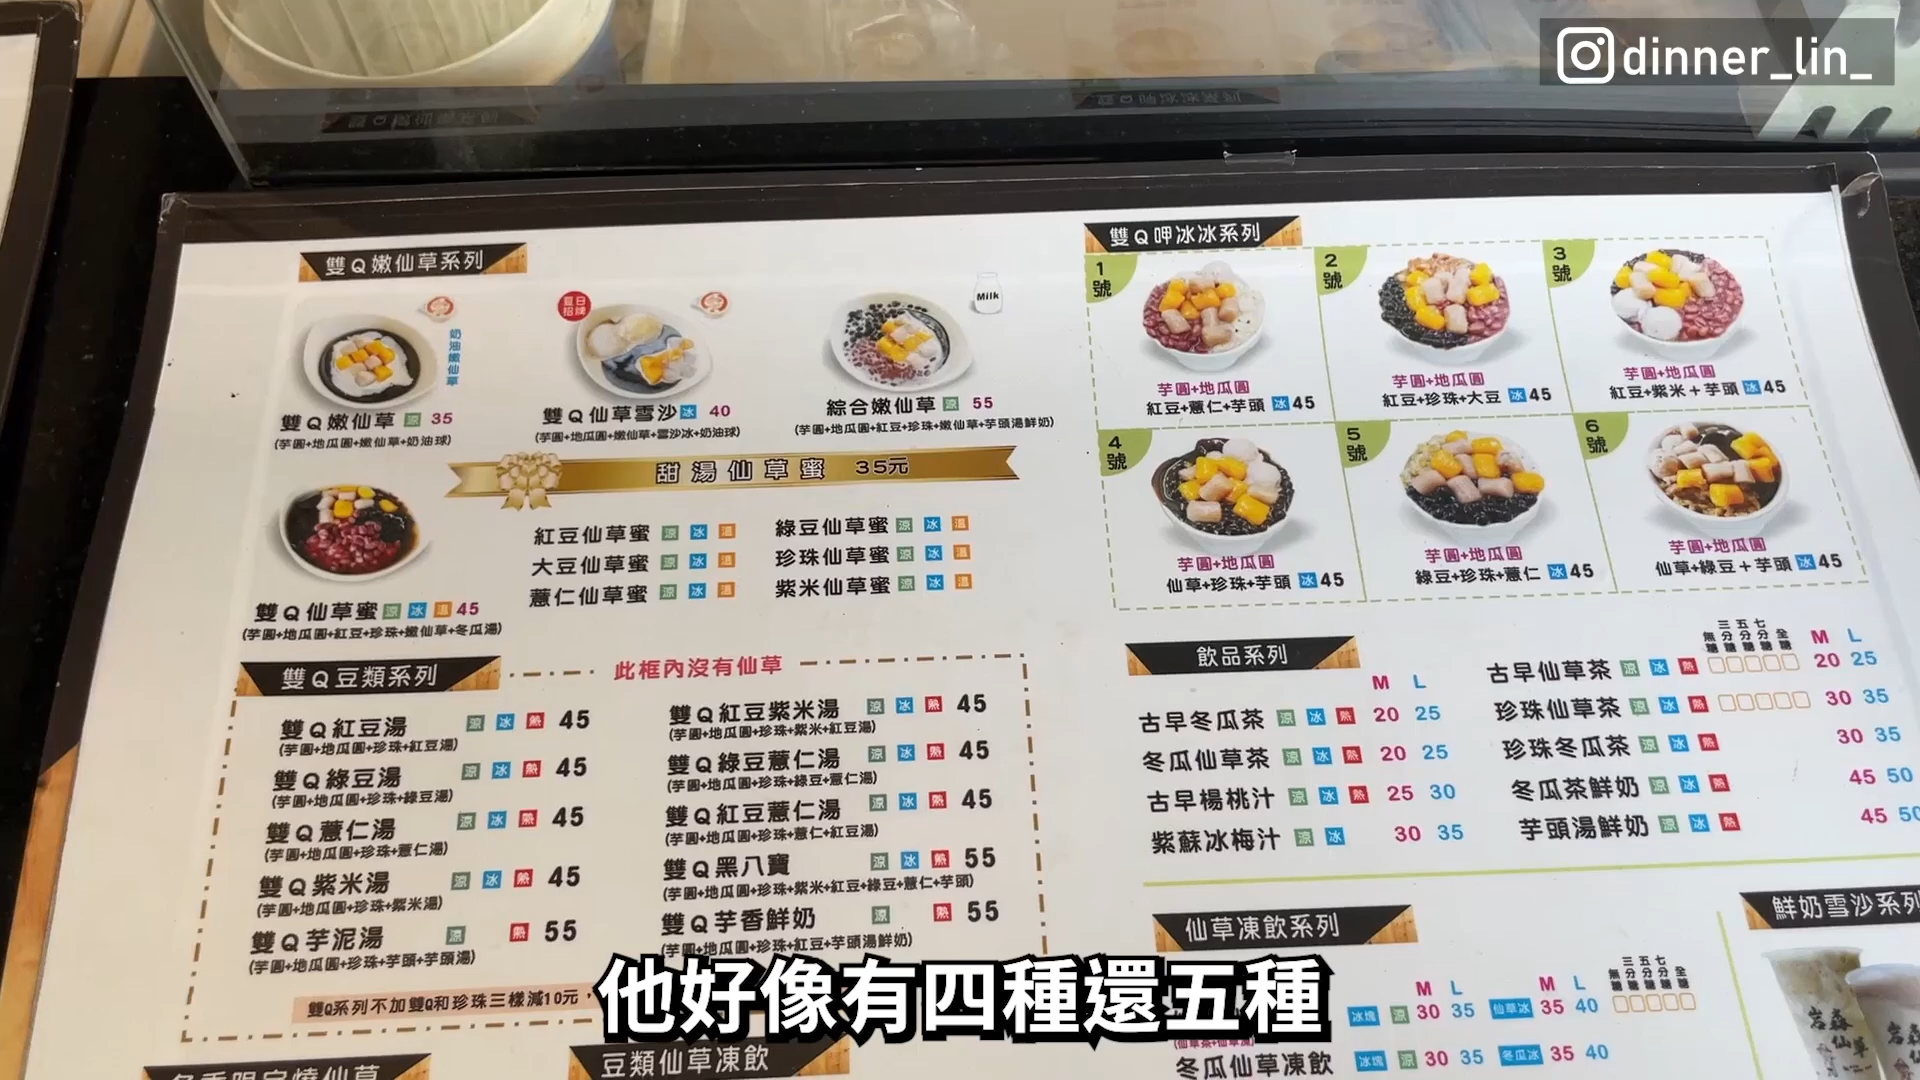 dinner_lin_
雙Q嫩仙草系列
奶油嫩仙草
雙Q嫩仙草 涼 35
(芋圓+地瓜圓+嫩仙草+奶油球)
夏日招牌
雙Q仙草雪沙 冰 40
(芋圓+地瓜圓+嫩仙草+雪沙冰+奶油球)
Milk
綜合嫩仙草 涼 55
(芋圓+地瓜圓+紅豆+珍珠+嫩仙草+芋頭湯鮮奶)
甜湯仙草蜜 35元
紅豆仙草蜜 涼 冰 溫
綠豆仙草蜜 涼 冰 溫
大豆仙草蜜 涼 冰 溫
珍珠仙草蜜 涼 冰 溫
薏仁仙草蜜 涼 冰 溫
紫米仙草蜜 涼 冰 溫
雙Q仙草蜜 涼 冰 溫 45
(芋圓+地瓜圓+紅豆+珍珠+嫩仙草+冬瓜湯)
雙Q豆類系列
此框內沒有仙草
雙Q紅豆湯 涼 冰 熱 45
(芋圓+地瓜圓+珍珠+紅豆湯)
雙Q綠豆湯 涼 冰 熱 45
(芋圓+地瓜圓+珍珠+綠豆湯)
雙Q薏仁湯 涼 冰 熱 45
(芋圓+地瓜圓+珍珠+薏仁湯)
雙Q紫米湯 涼 冰 熱 45
(芋圓+地瓜圓+珍珠+紫米湯)
雙Q芋泥湯 涼 熱 55
(芋圓+地瓜圓+珍珠+芋頭+芋頭湯)
雙Q紅豆紫米湯 涼 冰 熱 45
(芋圓+地瓜圓+珍珠+紫米+紅豆湯)
雙Q綠豆薏仁湯 涼 冰 熱 45
(芋圓+地瓜圓+珍珠+綠豆+薏仁湯)
雙Q紅豆薏仁湯 涼 冰 熱 45
(芋圓+地瓜圓+珍珠+薏仁+紅豆湯)
雙Q黑八寶 涼 冰 熱 55
(芋圓+地瓜圓+珍珠+紫米+紅豆+綠豆+薏仁+芋頭)
雙Q芋香鮮奶 涼 熱 55
(芋圓+地瓜圓+珍珠+紅豆+芋頭湯鮮奶)
雙Q系列不加雙Q和珍珠三樣減10元,
豆類仙草凍飲
雙Q呷冰冰系列
1號
芋圓+地瓜圓
紅豆+薏仁+芋頭 冰 45
2號
芋圓+地瓜圓
紅豆+珍珠+大豆 冰 45
3號
芋圓+地瓜圓
紅豆+紫米+芋頭 冰 45
4號
芋圓+地瓜圓
仙草+珍珠+芋頭 冰 45
5號
芋圓+地瓜圓
綠豆+珍珠+薏仁 冰 45
6號
芋圓+地瓜圓
仙草+綠豆+芋頭 冰 45
飲品系列
M L
古早冬瓜茶 涼 冰 熱 20 25
冬瓜仙草茶 涼 冰 熱 20 25
古早楊桃汁 涼 冰 熱 25 30
紫蘇冰梅汁 涼 冰 30 35
無糖 三分糖 五分糖 七分糖 全糖 M L
古早仙草茶 涼 冰 熱 20 25
珍珠仙草茶 涼 冰 熱 30 35
珍珠冬瓜茶 涼 冰 熱 30 35
冬瓜茶鮮奶 涼 冰 熱 45 50
芋頭湯鮮奶 涼 冰 熱 45 50
仙草凍飲系列
M L M L 無糖 三分糖 五分糖 七分糖 全糖
冰塊 涼 30 35 仙草冰 35 40
冬瓜仙草凍飲 冰塊 涼 30 35 冬瓜冰 35 40
鮮奶雪沙系列
他好像有四種還五種